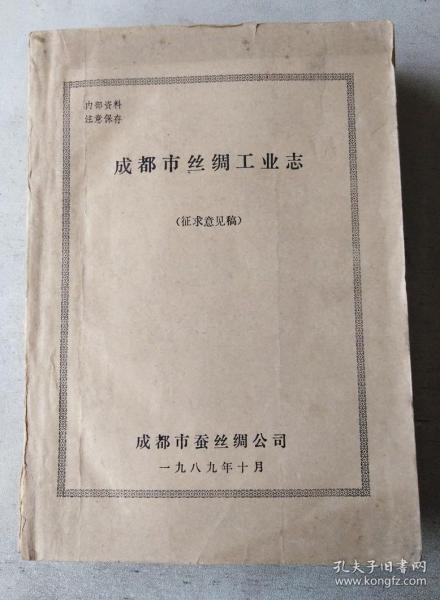 内部资料
注意保存
成都市丝绸工业志
（征求意见稿）
成都市蚕丝绸公司
一九八九年十月
孔夫子旧书网
www.kongfz.com